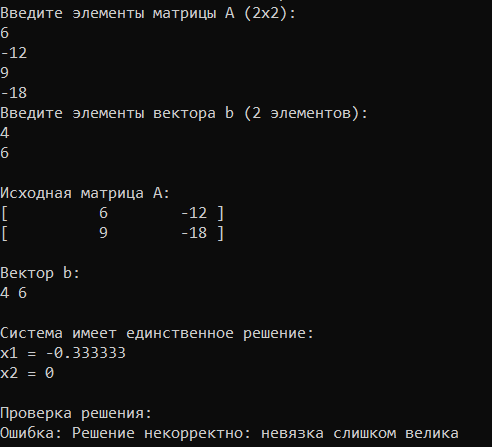 Введите элементы матрицы A (2x2):
6
-12
9
-18
Введите элементы вектора b (2 элементов):
4
6
Исходная матрица A:
[          6        -12 ]
[          9        -18 ]
Вектор b:
4 6
Система имеет единственное решение:
x1 = -0.333333
x2 = 0
Проверка решения:
Ошибка: Решение некорректно: невязка слишком велика